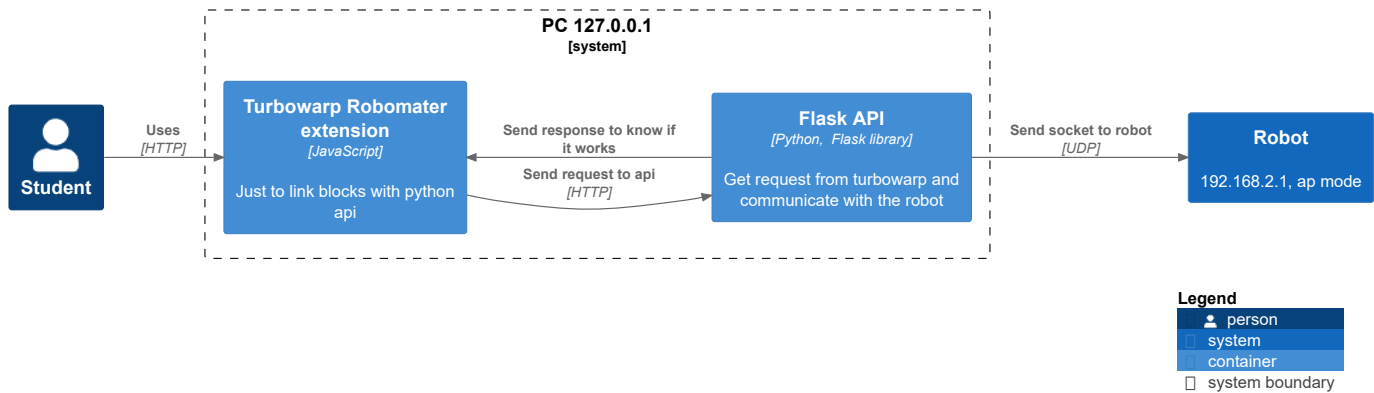 PC 127.0.0.1
[system]
Student
Uses
[HTTP]
Turbowarp Robomater
extension
[JavaScript]
Just to link blocks with python
api
Send response to know if
it works
Send request to api
[HTTP]
Flask API
[Python,  Flask library]
Get request from turbowarp and
communicate with the robot
Send socket to robot
[UDP]
Robot
192.168.2.1, ap mode
Legend
person
system
container
system boundary